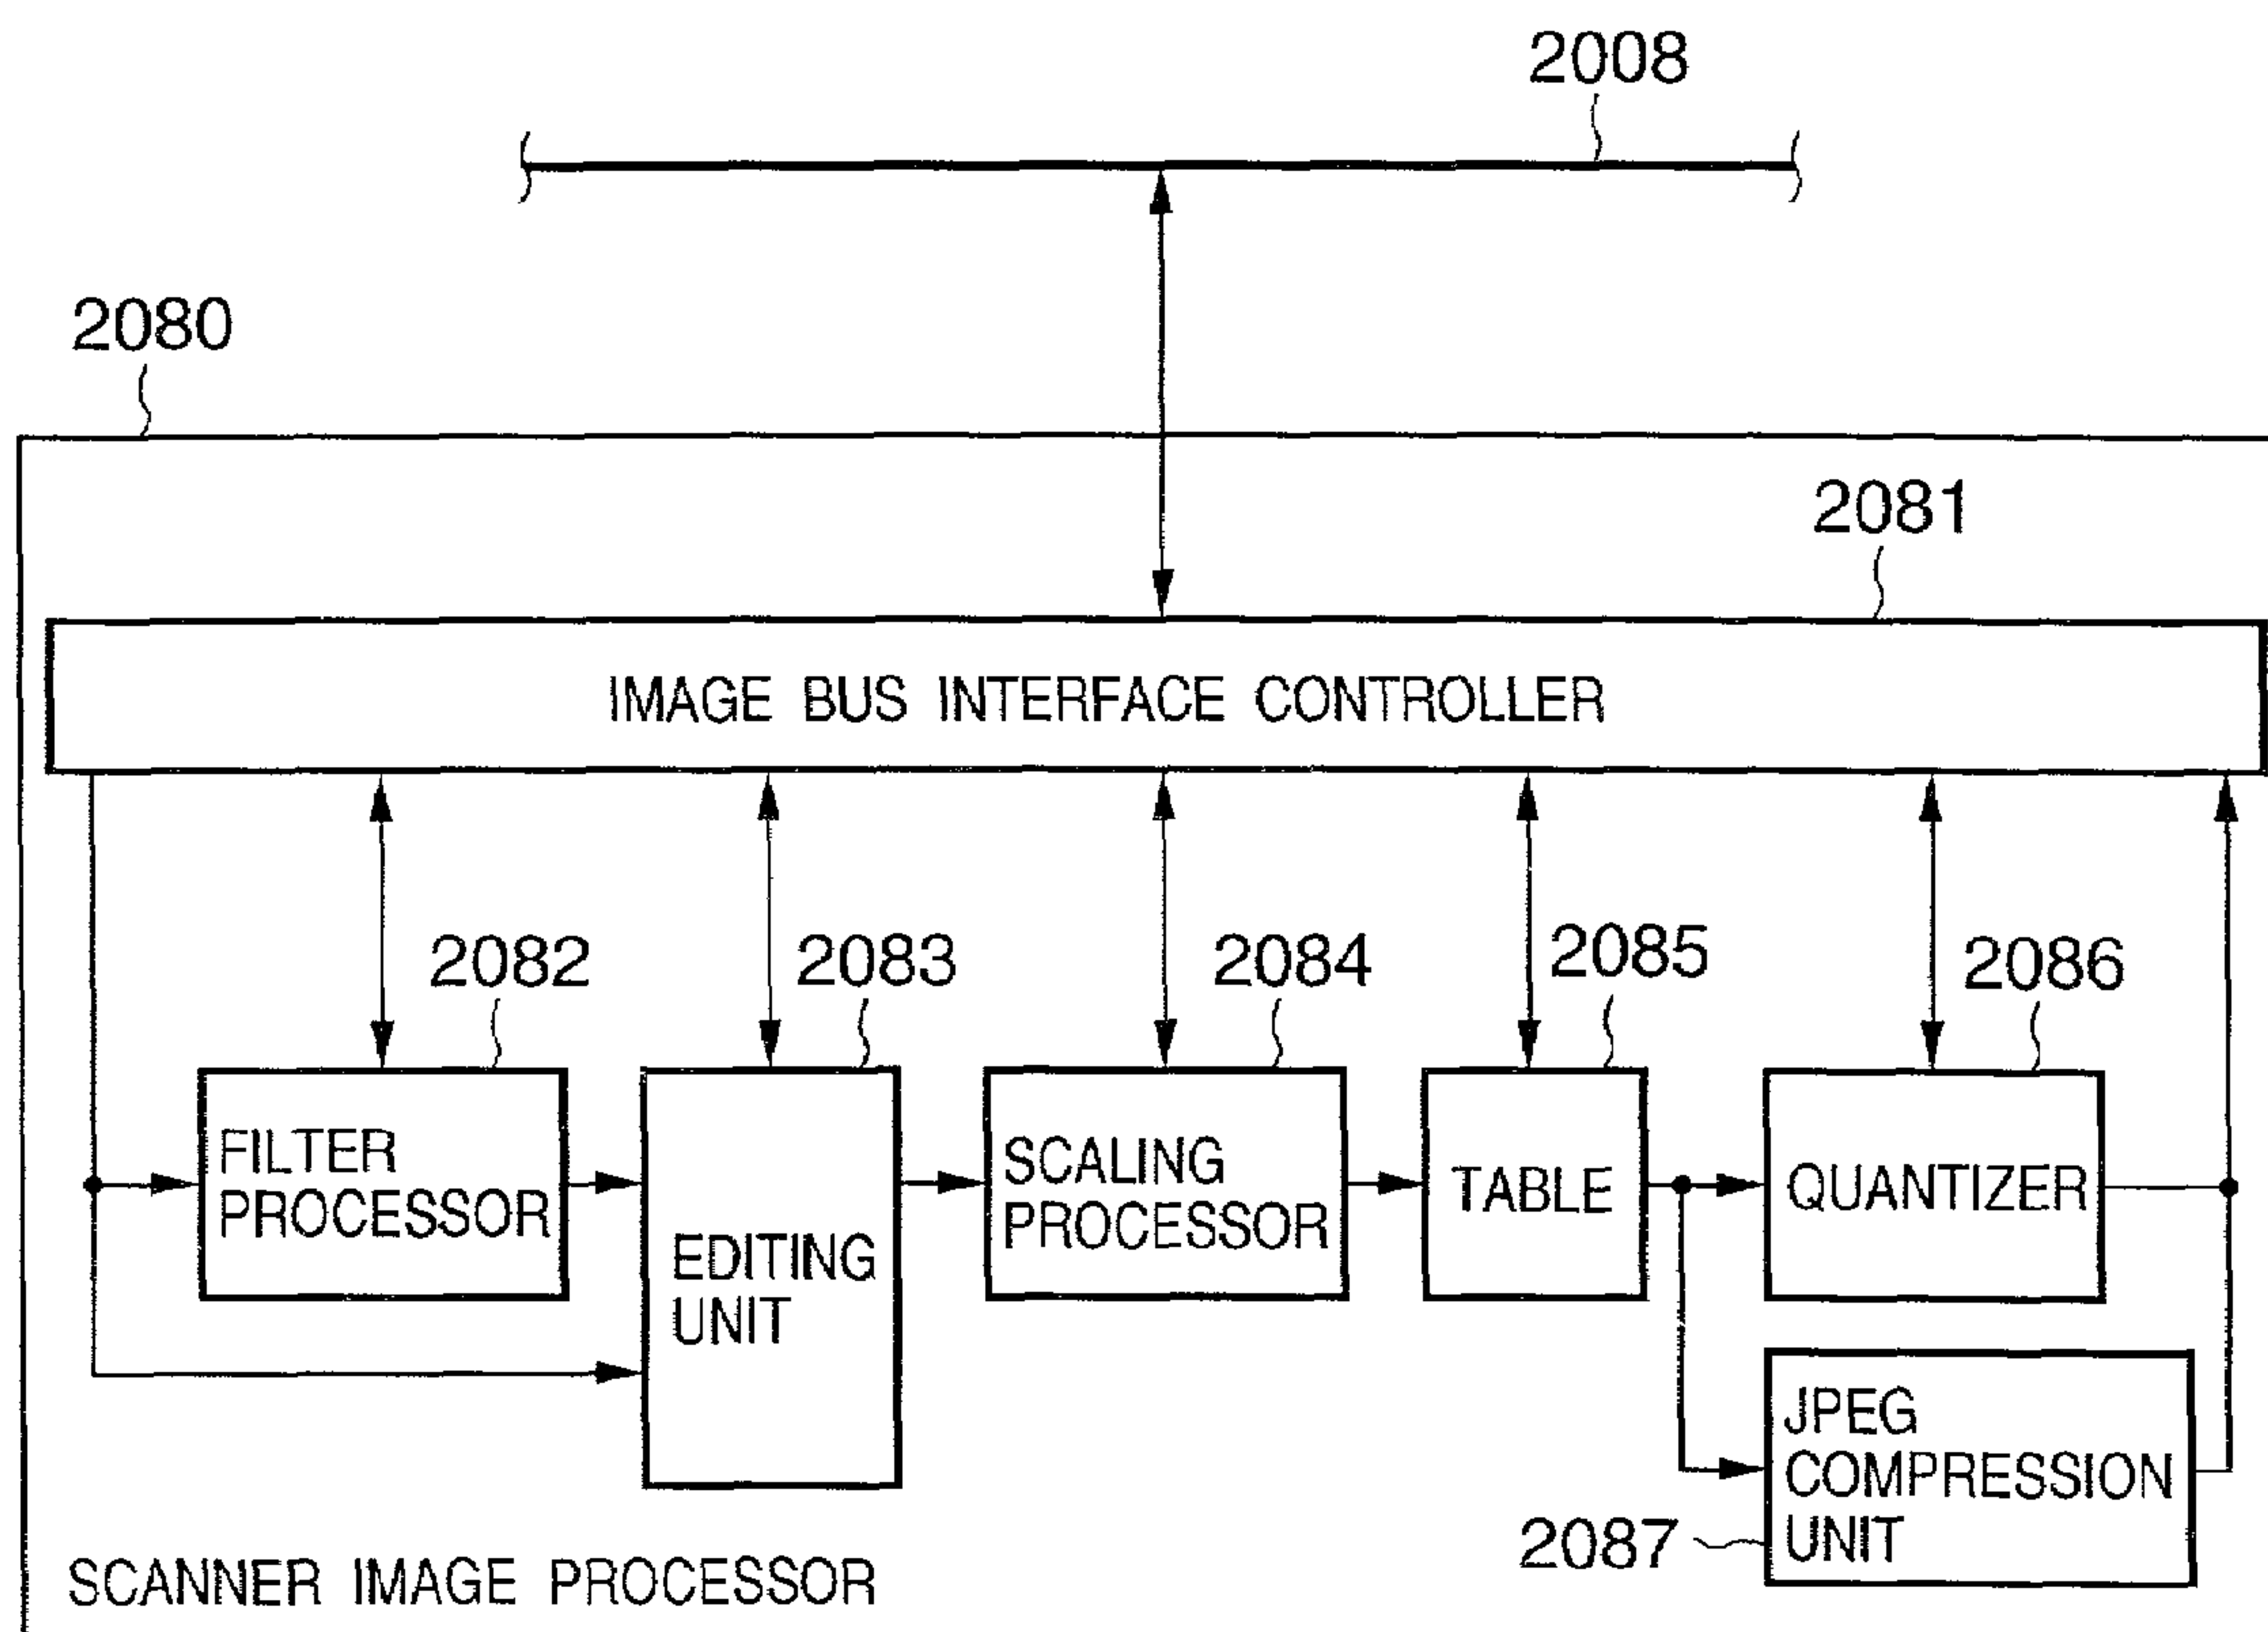 2008
2080
2081
IMAGE BUS INTERFACE CONTROLLER
2082
2083
2084
2085
2086
FILTER
PROCESSOR
EDITING
UNIT
SCALING
PROCESSOR
TABLE
QUANTIZER
JPEG
COMPRESSION
UNIT
2087
SCANNER IMAGE PROCESSOR